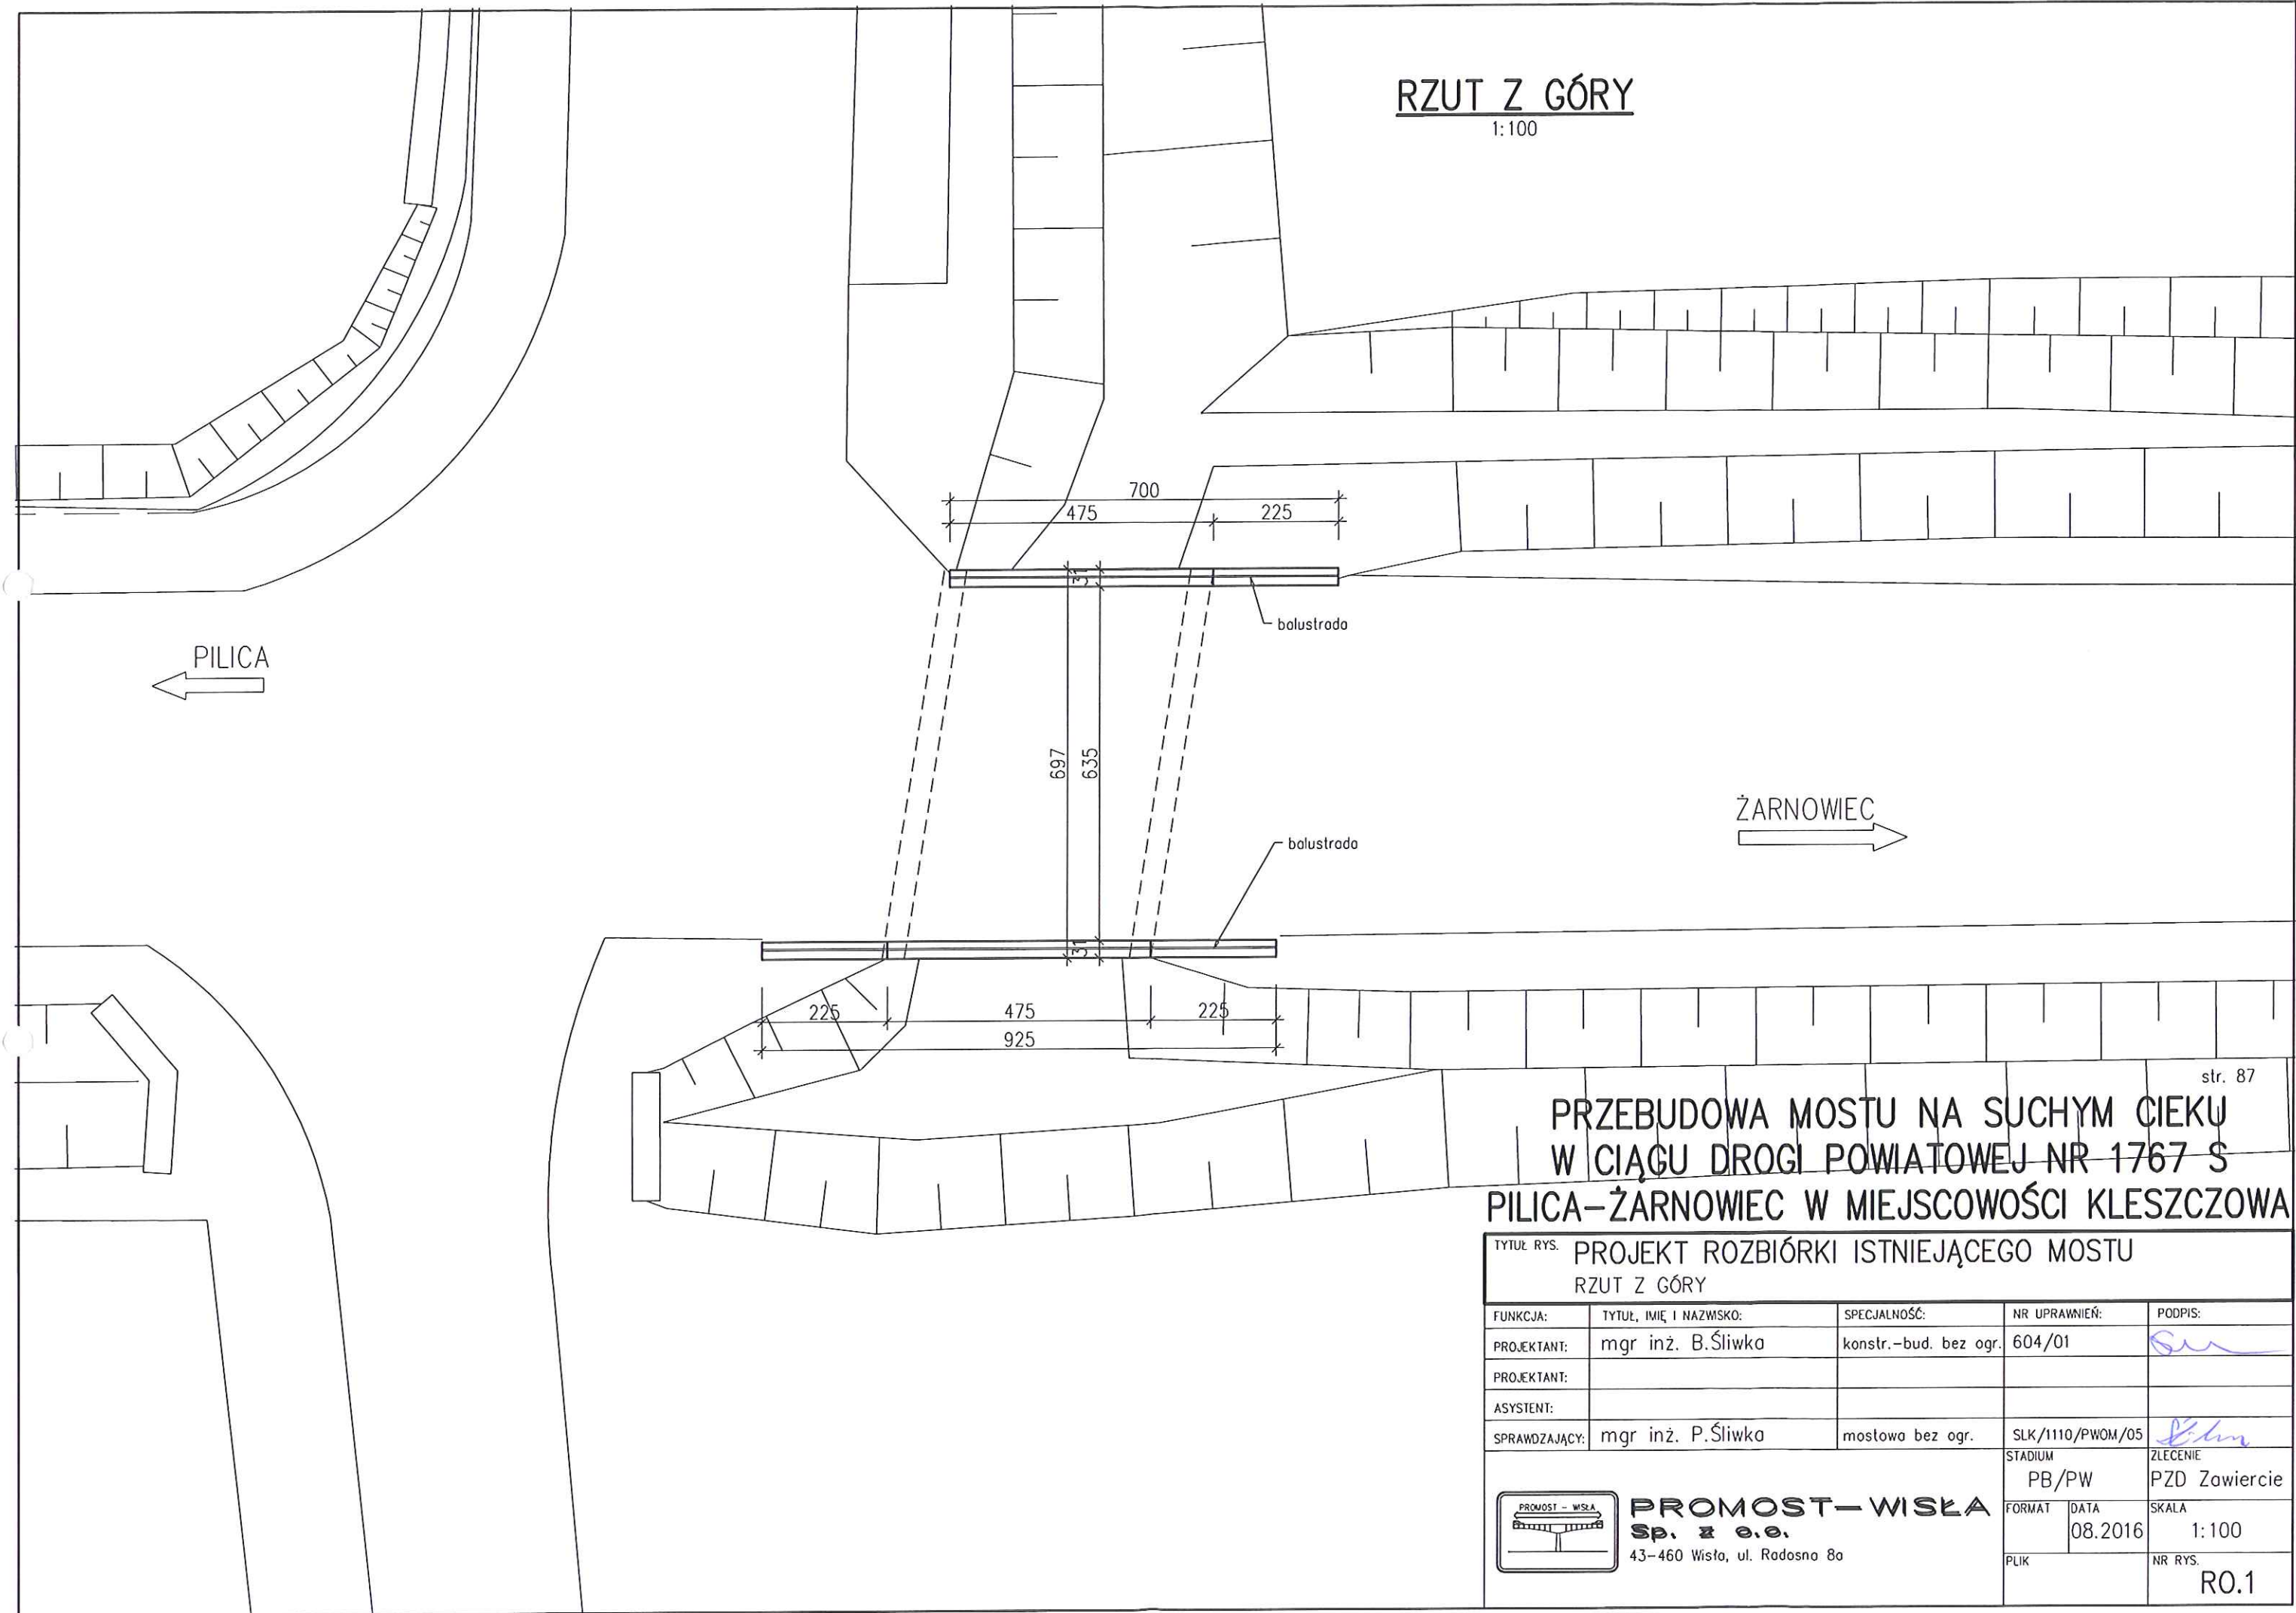 RZUT Z GÓRY
1:100
700
475
225
31
balustrada
PILICA
697
635
ŻARNOWIEC
balustrada
31
225
475
225
925
str. 87
PRZEBUDOWA MOSTU NA SUCHYM CIEKU
W CIĄGU DROGI POWIATOWEJ NR 1767 S
PILICA-ŻARNOWIEC W MIEJSCOWOŚCI KLESZCZOWA
TYTUŁ RYS. PROJEKT ROZBIÓRKI ISTNIEJĄCEGO MOSTU
RZUT Z GÓRY
FUNKCJA: TYTUŁ, IMIĘ I NAZWISKO: SPECJALNOŚĆ: NR UPRAWNIEŃ: PODPIS:
PROJEKTANT: mgr inż. B.Śliwka konstr.-bud. bez ogr. 604/01
PROJEKTANT:
ASYSTENT:
SPRAWDZAJĄCY: mgr inż. P.Śliwka mostowa bez ogr. SLK/1110/PWOM/05
STADIUM ZLECENIE
PB/PW PZD Zawiercie
PROMOST - WISŁA
PROMOST-WISŁA
Sp. z o.o.
43-460 Wisła, ul. Radosna 8a
FORMAT DATA SKALA
08.2016 1:100
PLIK NR RYS.
RO.1